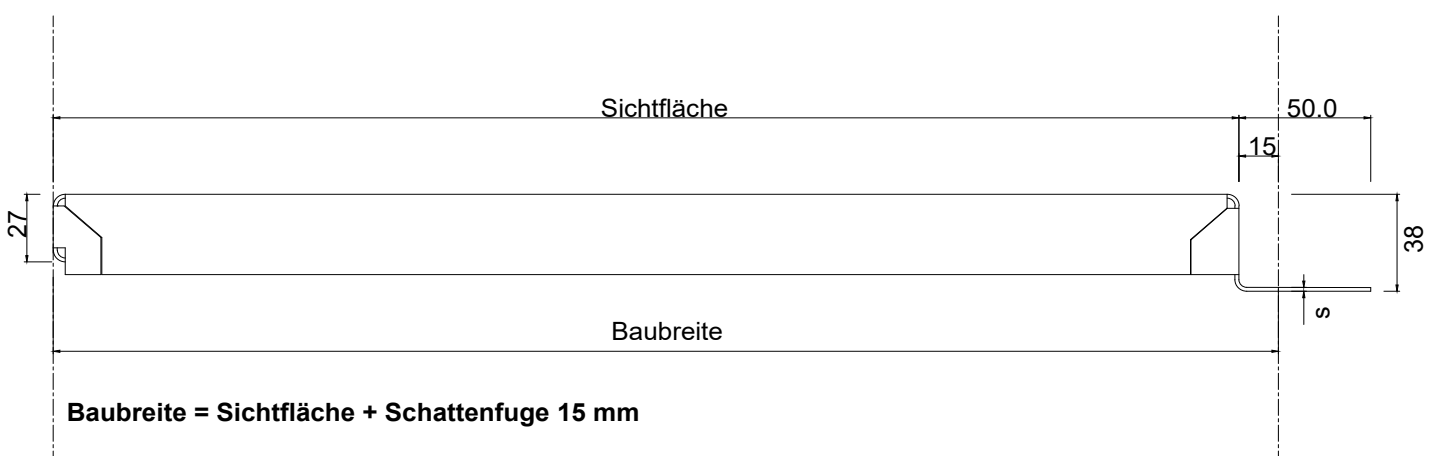 Sichtfläche
50.0
15
27
38
s
Baubreite
Baubreite = Sichtfläche + Schattenfuge 15 mm